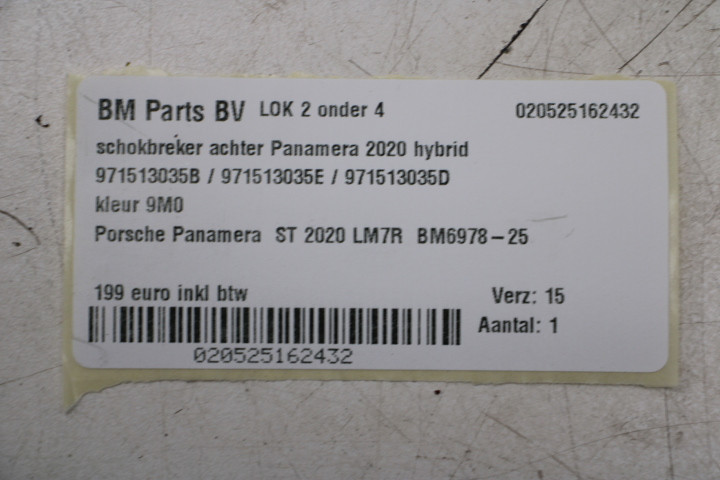 BM Parts BV LOK 2 onder 4 020525162432
schokbreker achter Panamera 2020 hybrid
971513035B / 971513035E / 971513035D
kleur 9M0
Porsche Panamera ST 2020 LM7R BM6978-25
199 euro inkl btw Verz: 15
Aantal: 1
020525162432